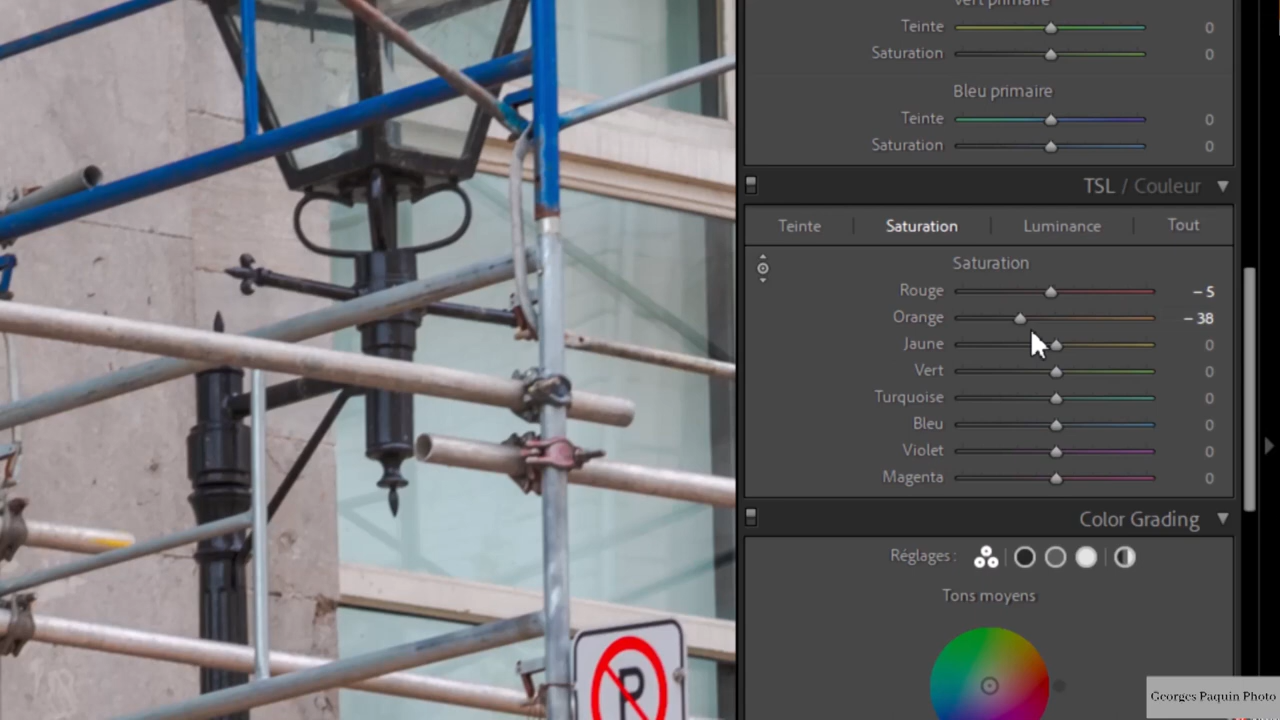 Vert primaire
Teinte 0
Saturation 0
Bleu primaire
Teinte 0
Saturation 0
TSL / Couleur
Teinte Saturation Luminance Tout
Saturation
Rouge – 5
Orange – 38
Jaune 0
Vert 0
Turquoise 0
Bleu 0
Violet 0
Magenta 0
Color Grading
Réglages :
Tons moyens
P
Georges Paquin Photo